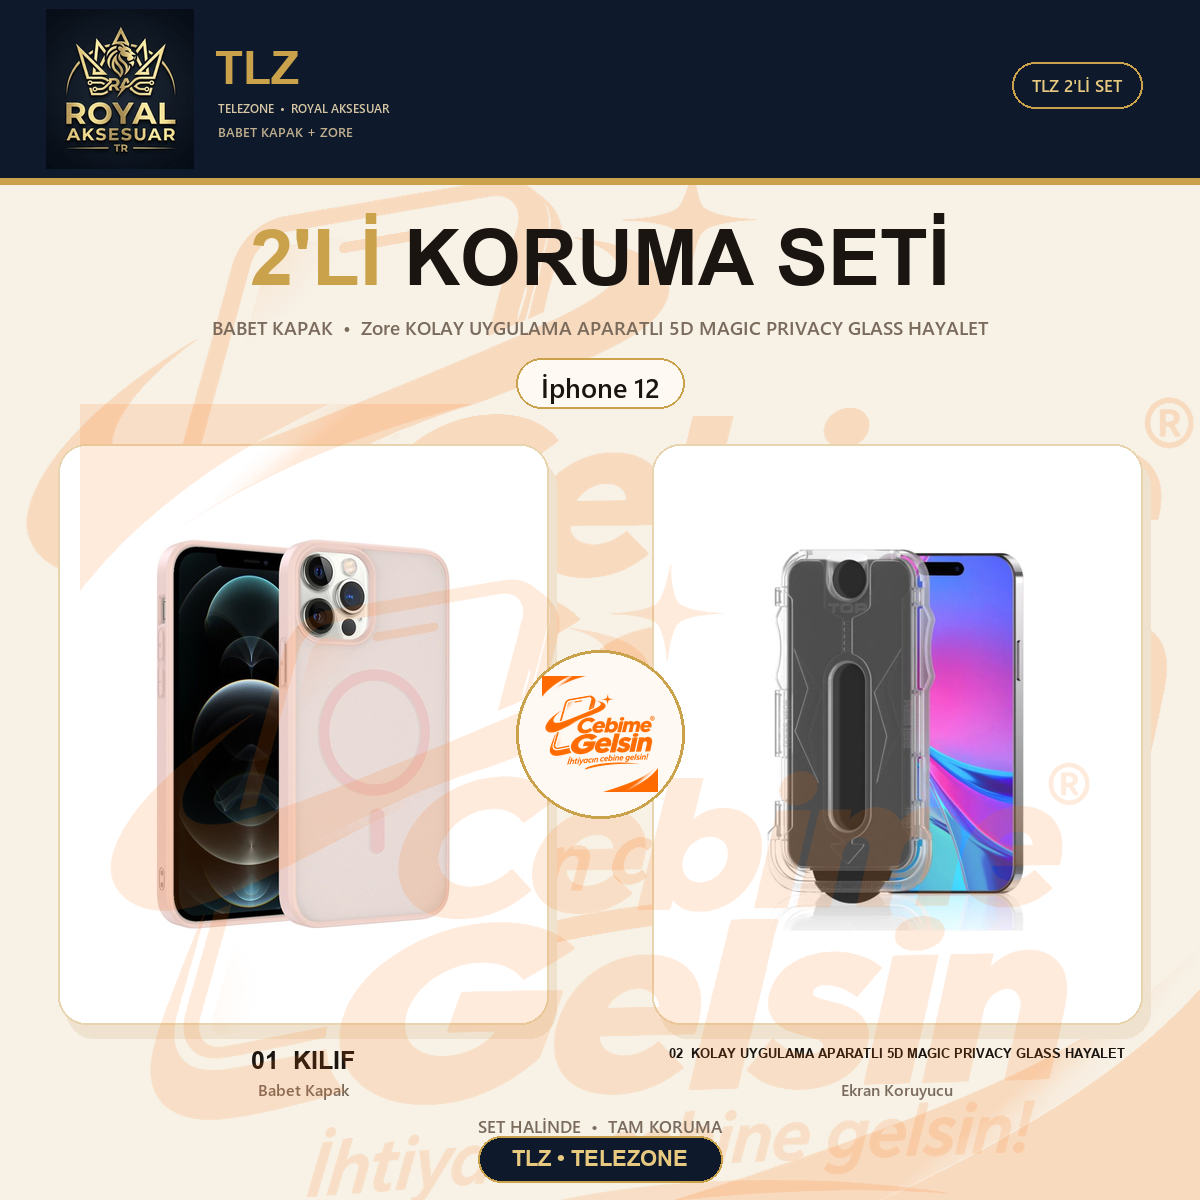 ROYAL
AKSESUAR
TR
TLZ
TELEZONE • ROYAL AKSESUAR
BABET KAPAK + ZORE
TLZ 2'Lİ SET
2'Lİ KORUMA SETİ
BABET KAPAK • Zore KOLAY UYGULAMA APARATLI 5D MAGIC PRIVACY GLASS HAYALET
İphone 12
TOP
Cebime
Gelsin
İhtiyacın cebine gelsin!
Cebime
Gelsin
01 KILIF
Babet Kapak
02 KOLAY UYGULAMA APARATLI 5D MAGIC PRIVACY GLASS HAYALET
Ekran Koruyucu
SET HALİNDE • TAM KORUMA
TLZ • TELEZONE